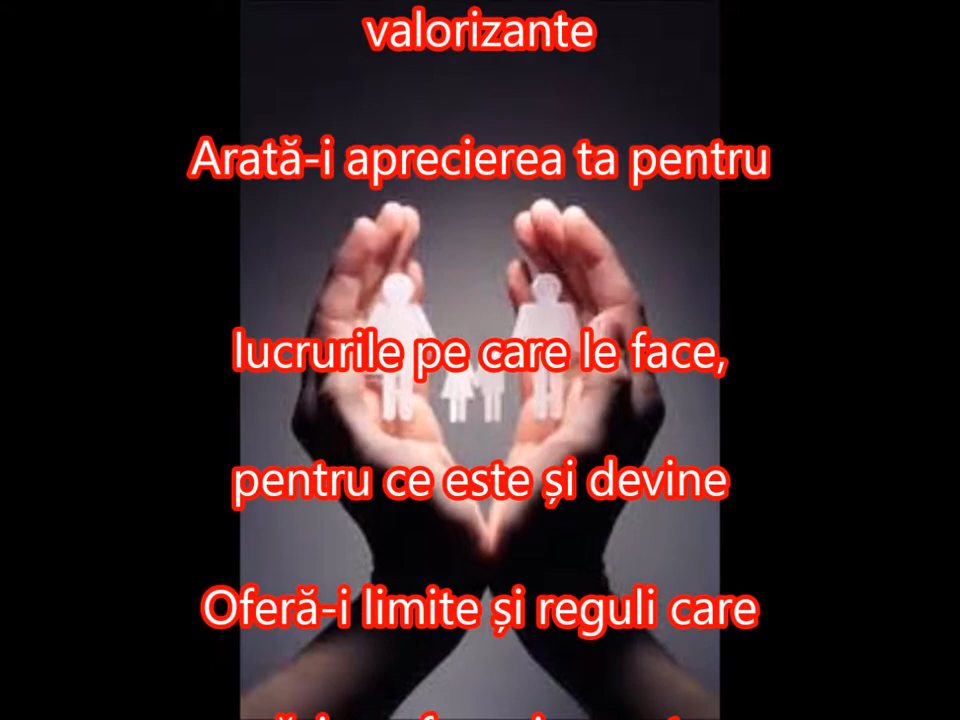 valorizante
Arată-i aprecierea ta pentru
lucrurile pe care le face,
pentru ce este și devine
Oferă-i limite și reguli care